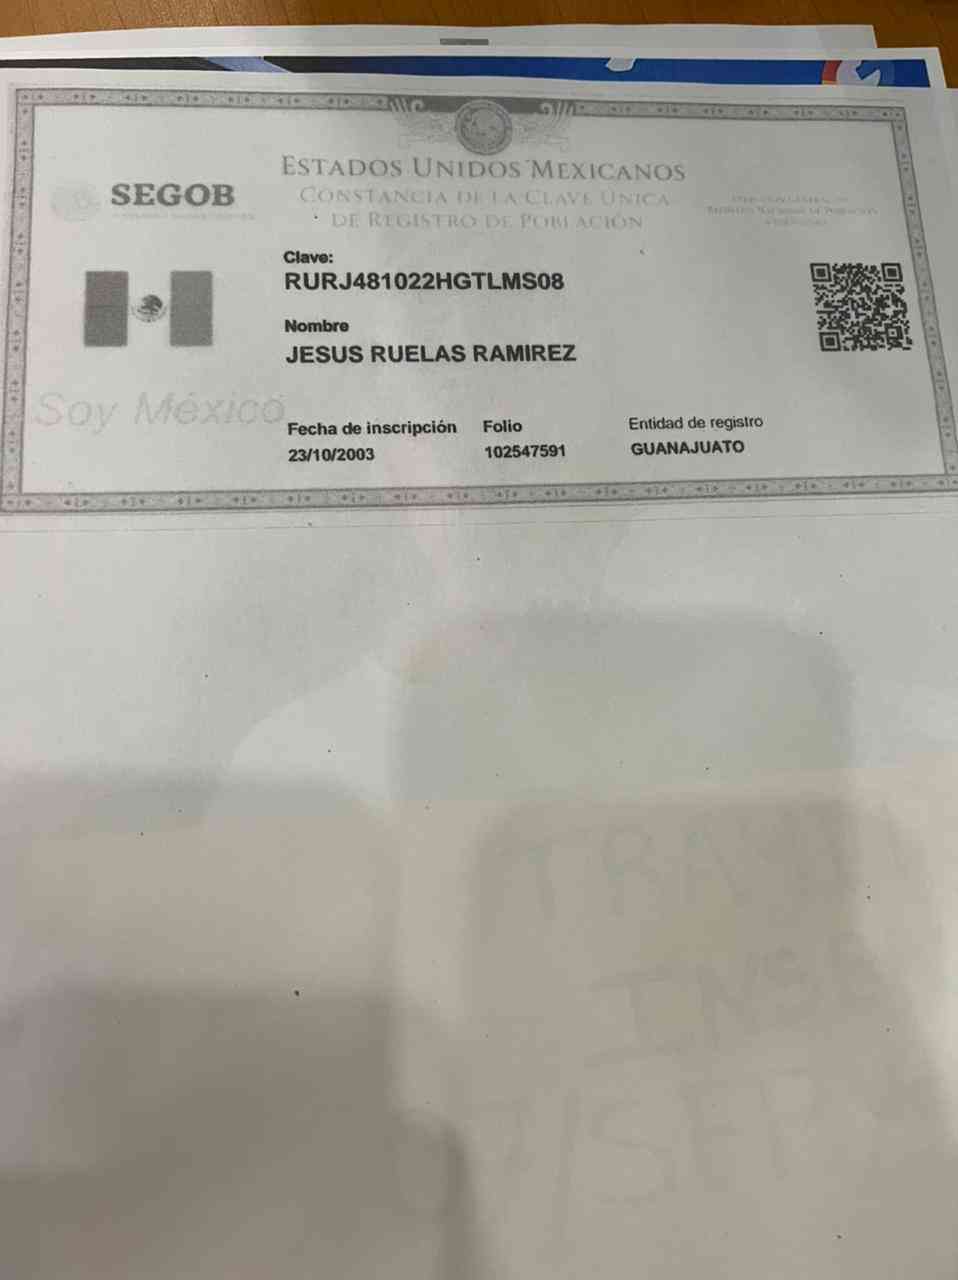 ESTADOS UNIDOS MEXICANOS
CONSTANCIA DE LA CLAVE ÚNICA
DE REGISTRO DE POBLACIÓN
SEGOB
Soy México
Clave:
RURJ481022HGTLMS08
Nombre
JESUS RUELAS RAMIREZ
Fecha de inscripción Folio Entidad de registro
23/10/2003 102547591 GUANAJUATO